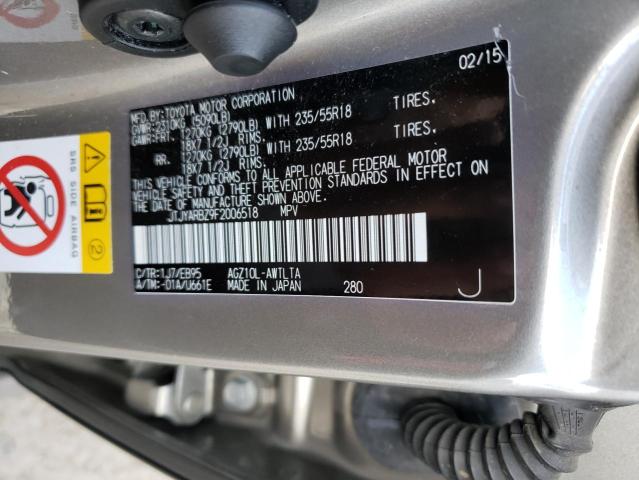 02/15
MFD.BY:TOYOTA MOTOR CORPORATION
GVWR:2310KG (5090LB)
GAWR:FRT. 1270KG (2790LB) WITH 235/55R18 TIRES,
18X7 1/2J RIMS.
RR. 1270KG (2790LB) WITH 235/55R18 TIRES,
18X7 1/2J RIMS.
THIS VEHICLE CONFORMS TO ALL APPLICABLE FEDERAL MOTOR
VEHICLE SAFETY AND THEFT PREVENTION STANDARDS IN EFFECT ON
THE DATE OF MANUFACTURE SHOWN ABOVE.
JTJYARBZ9F2006518 MPV
C/TR:1J7/EB95 AGZ10L-AWTLTA
A/TM:-01A/U661E MADE IN JAPAN 280 J
SRS SIDE AIRBAG
2